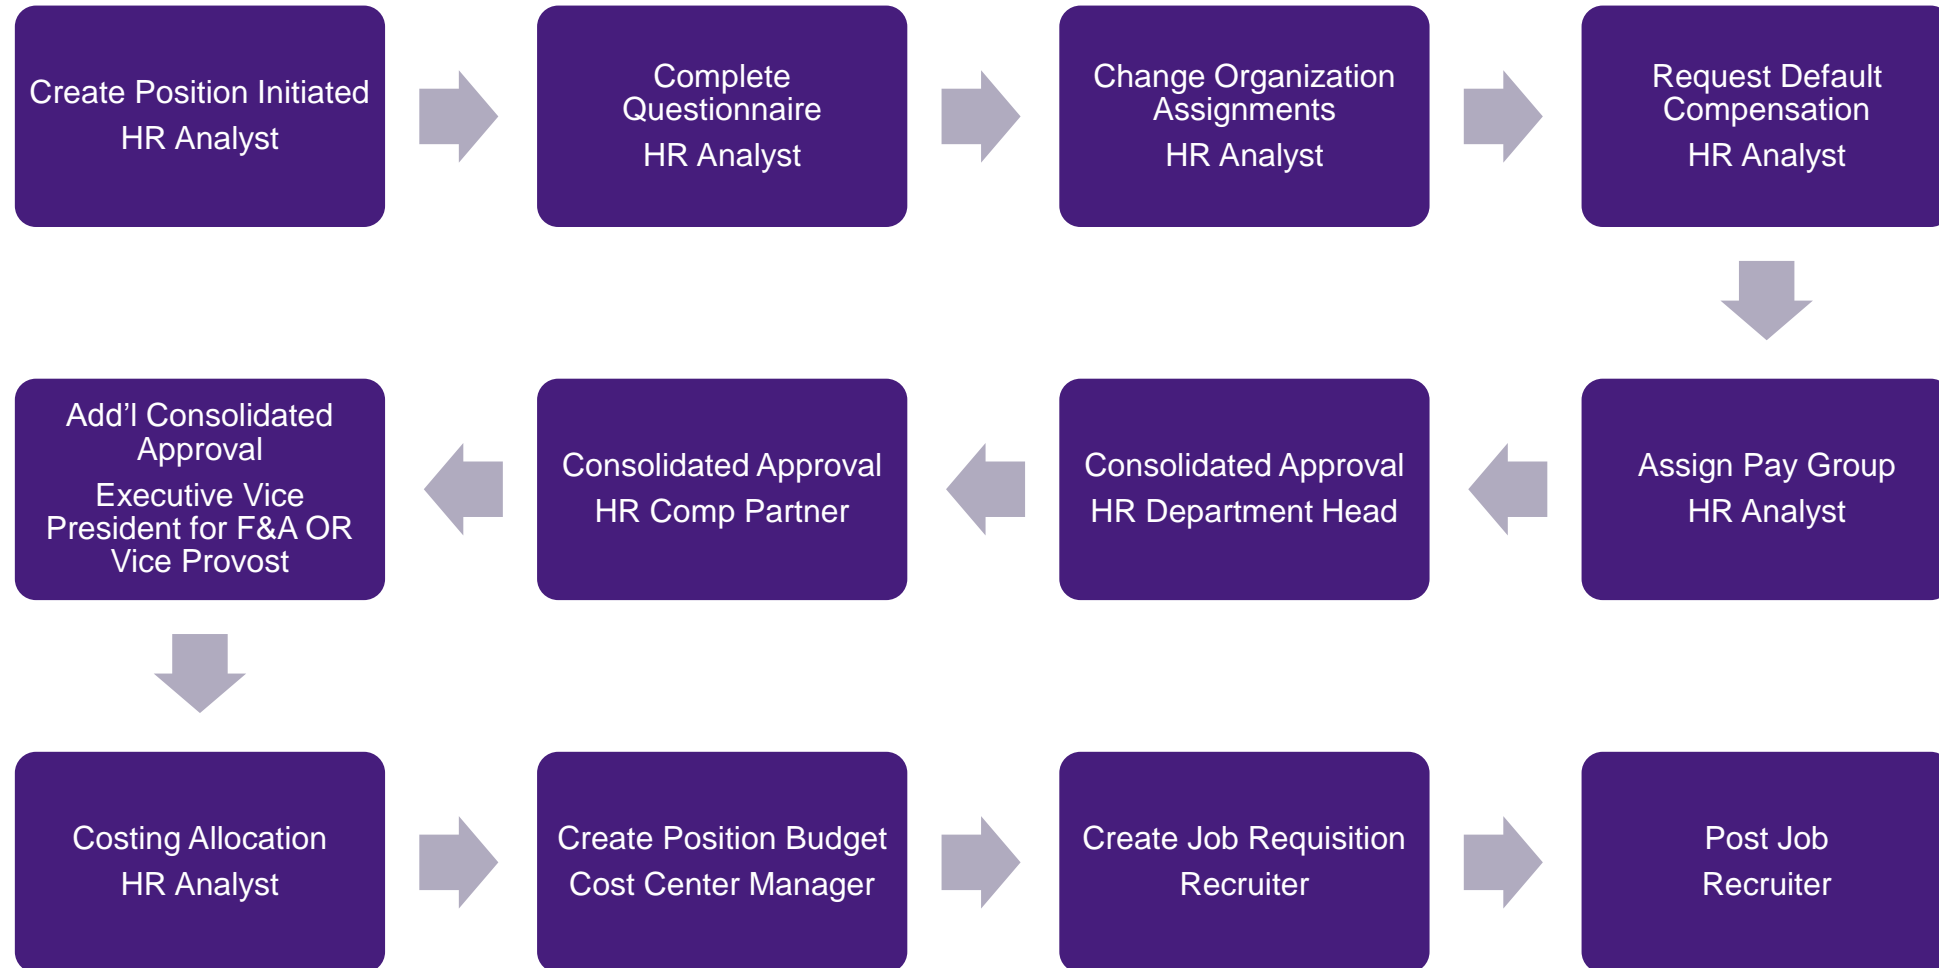 Create Position Initiated
HR Analyst
Complete
Questionnaire
HR Analyst
Change Organization
Assignments
HR Analyst
Request Default
Compensation
HR Analyst
Add’l Consolidated
Approval
Executive Vice
President for F&A OR
Vice Provost
Consolidated Approval
HR Comp Partner
Consolidated Approval
HR Department Head
Assign Pay Group
HR Analyst
Costing Allocation
HR Analyst
Create Position Budget
Cost Center Manager
Create Job Requisition
Recruiter
Post Job
Recruiter